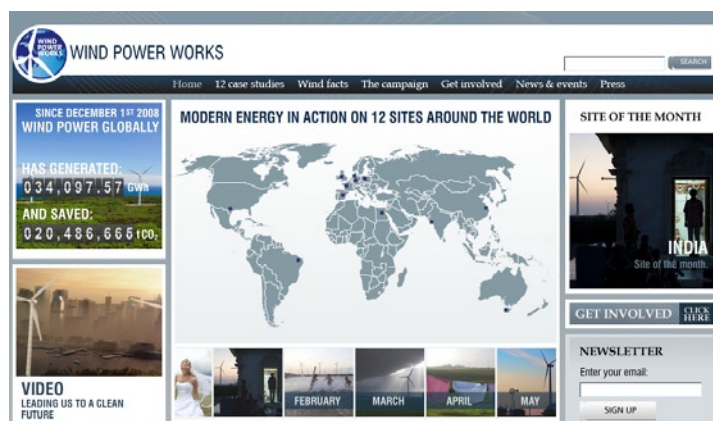 WIND
POWER
WORKS
WIND POWER WORKS
SEARCH
Home 12 case studies Wind facts The campaign Get involved News & events Press
SINCE DECEMBER 1ST 2008
WIND POWER GLOBALLY
HAS GENERATED:
034,097.57 GWh
AND SAVED:
020,486,665 tCO2
VIDEO
LEADING US TO A CLEAN
FUTURE
MODERN ENERGY IN ACTION ON 12 SITES AROUND THE WORLD
FEBRUARY
MARCH
APRIL
MAY
SITE OF THE MONTH
INDIA
Site of the month.
GET INVOLVED CLICK HERE
NEWSLETTER
Enter your email:
SIGN UP